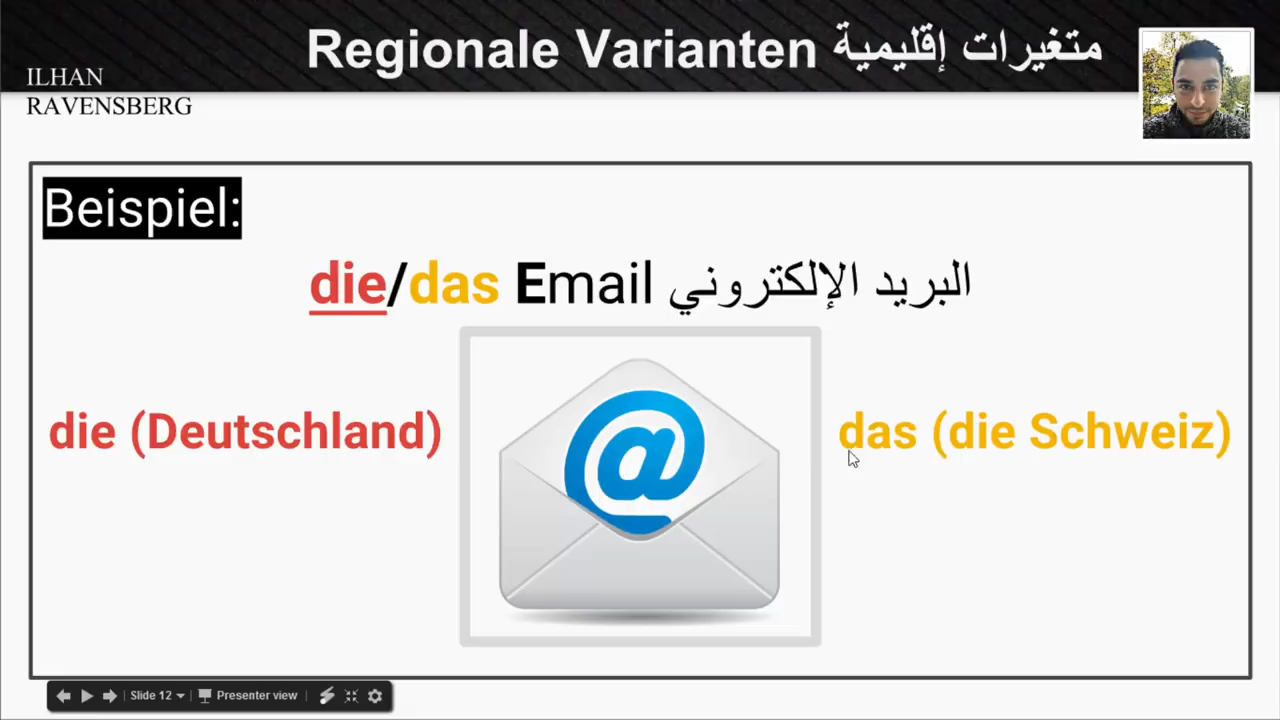 Regionale Varianten متغيرات إقليمية
ILHAN
RAVENSBERG
Beispiel:
die/das Email البريد الإلكتروني
die (Deutschland)
das (die Schweiz)
Slide 12
Presenter view